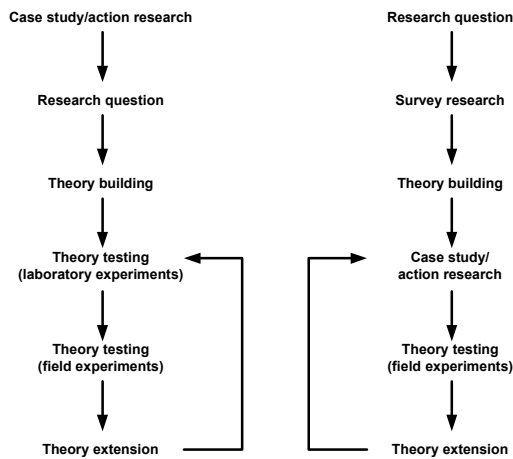 Case study/action research
Research question
Theory building
Theory testing
(laboratory experiments)
Theory testing
(field experiments)
Theory extension
Research question
Survey research
Theory building
Case study/
action research
Theory testing
(field experiments)
Theory extension